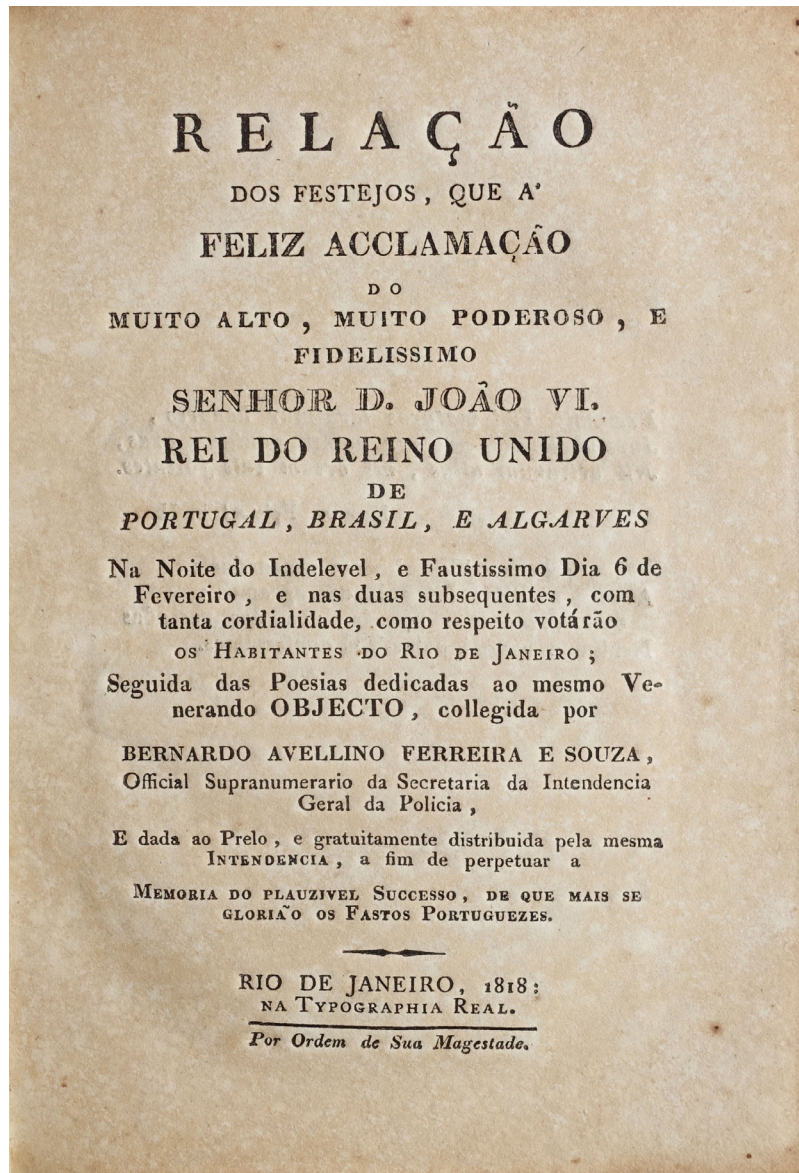 RELAÇÃO
DOS FESTEJOS, QUE A'
FELIZ ACCLAMAÇÃO
DO
MUITO ALTO, MUITO PODEROSO, E
FIDELISSIMO
SENHOR D. JOÃO VI.
REI DO REINO UNIDO
DE
PORTUGAL, BRASIL, E ALGARVES
Na Noite do Indelevel, e Faustissimo Dia 6 de
Fevereiro, e nas duas subsequentes, com
tanta cordialidade, como respeito votárão
OS HABITANTES DO RIO DE JANEIRO;
Seguida das Poesias dedicadas ao mesmo Ve-
nerando OBJECTO, collegida por
BERNARDO AVELLINO FERREIRA E SOUZA,
Official Supranumerario da Secretaria da Intendencia
Geral da Policia,
E dada ao Prelo, e gratuitamente distribuida pela mesma
INTENDENCIA, a fim de perpetuar a
MEMORIA DO PLAUZIVEL SUCCESSO, DE QUE MAIS SE
GLORIA͂O OS FASTOS PORTUGUEZES.
RIO DE JANEIRO, 1818:
NA TYPOGRAPHIA REAL.
Por Ordem de Sua Magestade.